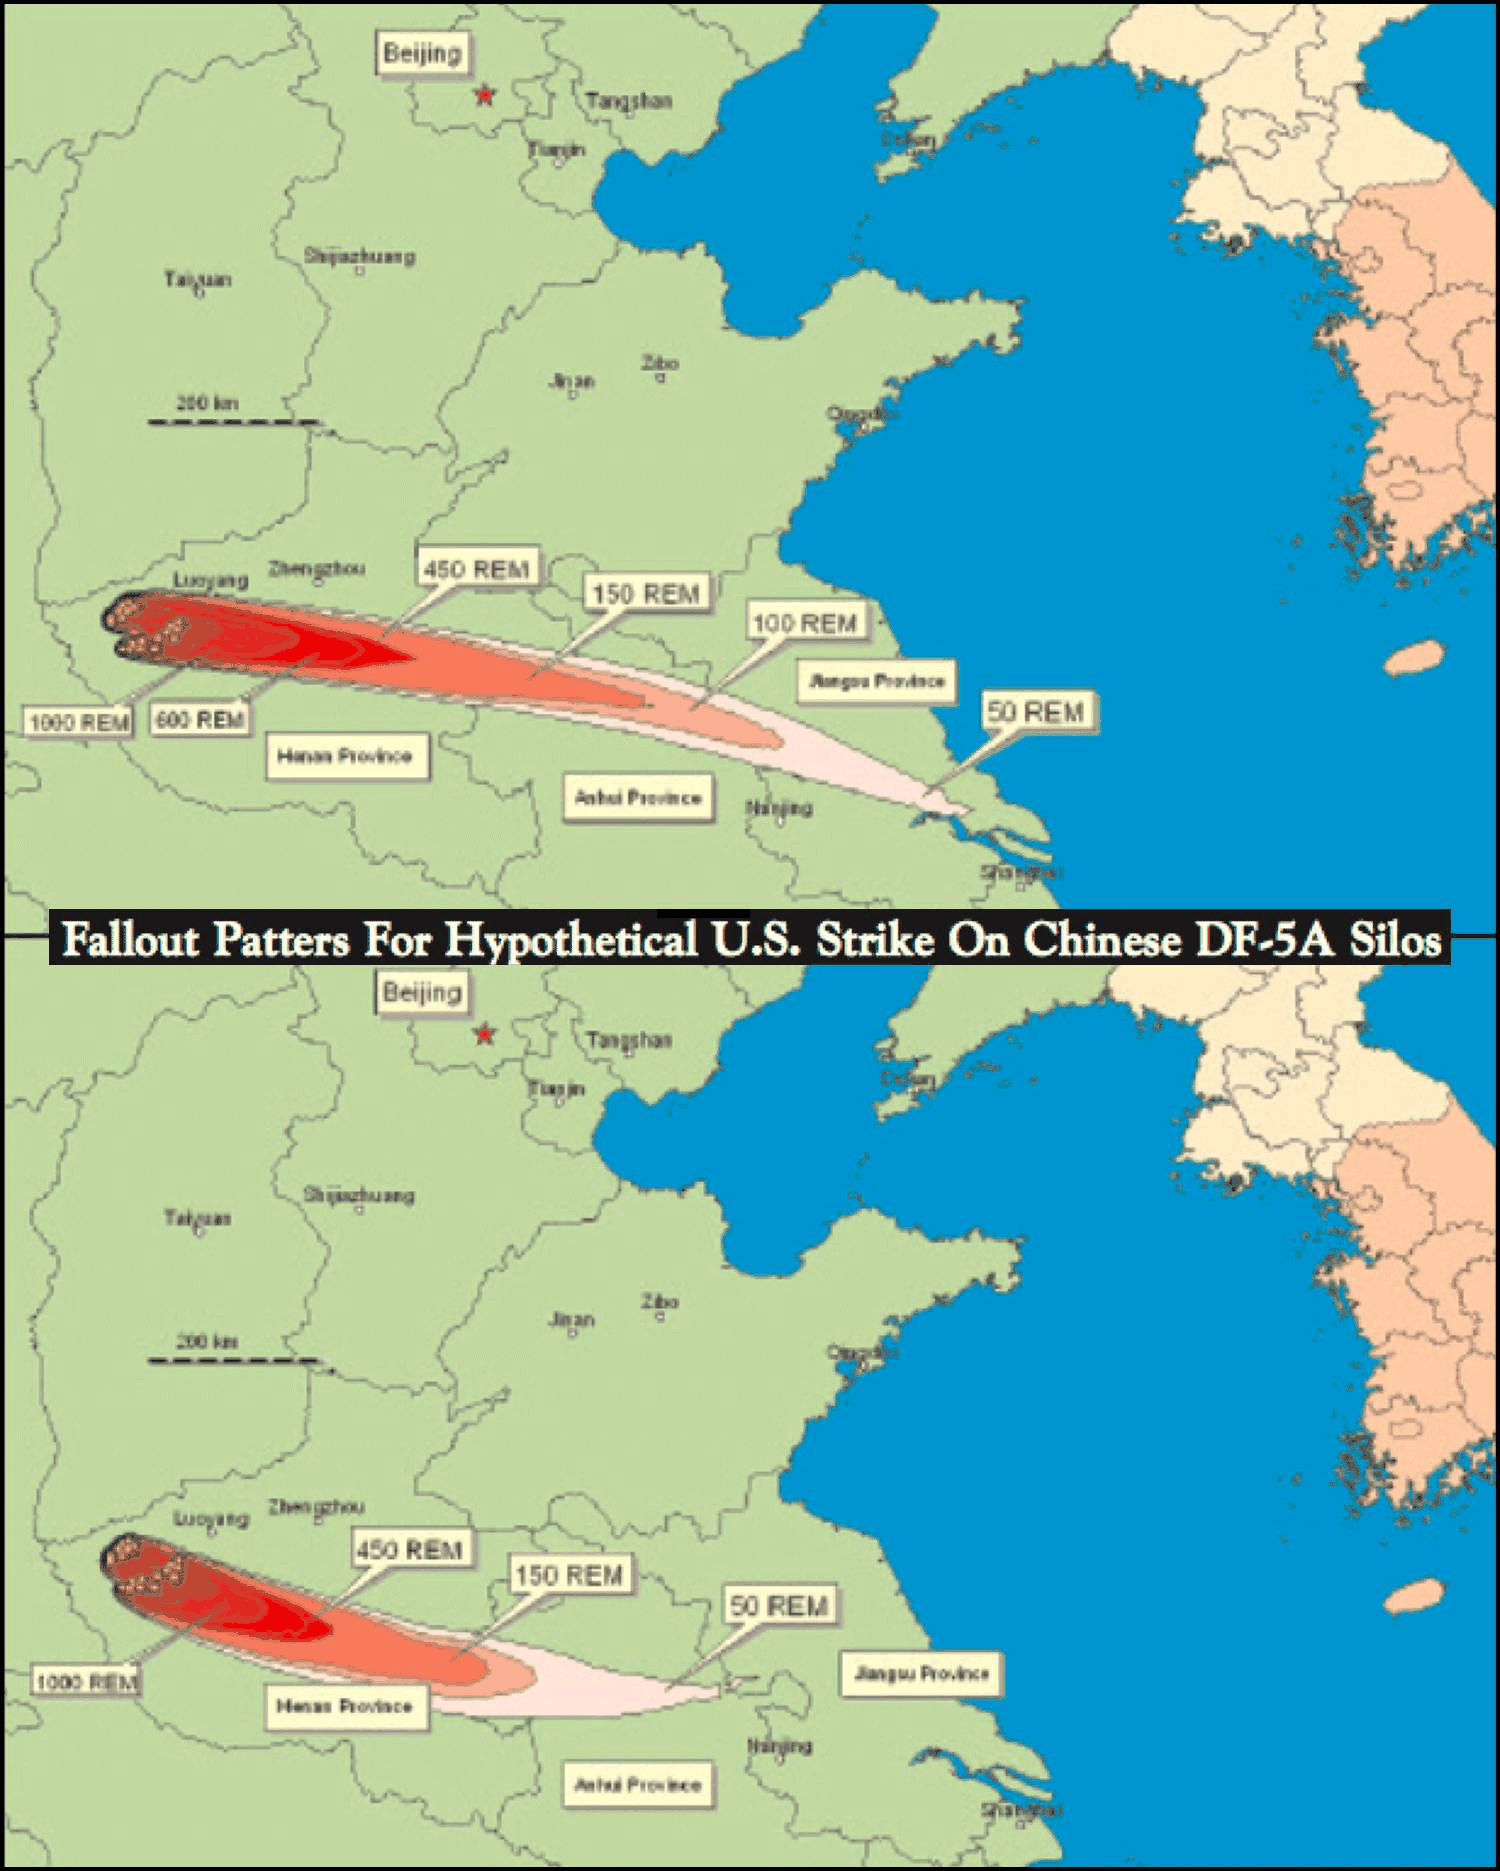 Beijing
Tangshan
Tianjin
Dalian
Shijiazhuang
Taiyuan
Zibo
Jinan
200 km
Qingdao
Zhengzhou
450 REM
Luoyang
150 REM
100 REM
Jiangsu Province
50 REM
1000 REM
600 REM
Henan Province
Anhui Province
Nanjing
Shanghai
Fallout Patters For Hypothetical U.S. Strike On Chinese DF-5A Silos
Beijing
Tangshan
Tianjin
Dalian
Shijiazhuang
Taiyuan
Zibo
Jinan
200 km
Qingdao
Zhengzhou
Luoyang
450 REM
150 REM
50 REM
Jiangsu Province
1000 REM
Henan Province
Nanjing
Anhui Province
Shanghai